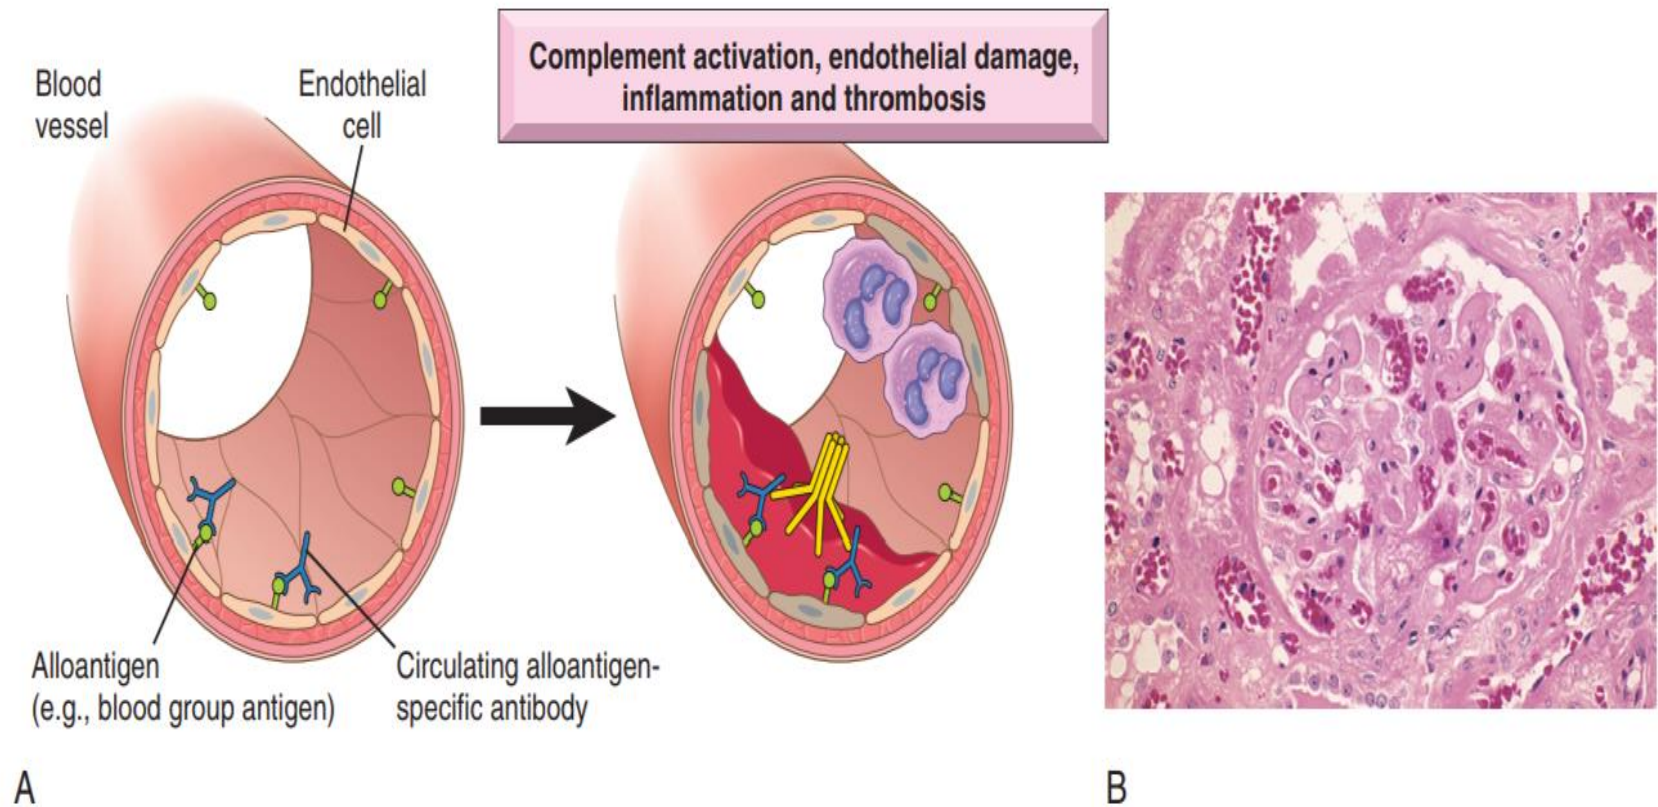 Complement activation, endothelial damage,
inflammation and thrombosis
Blood
vessel
Endothelial
cell
Alloantigen
(e.g., blood group antigen)
Circulating alloantigen-
specific antibody
A
B